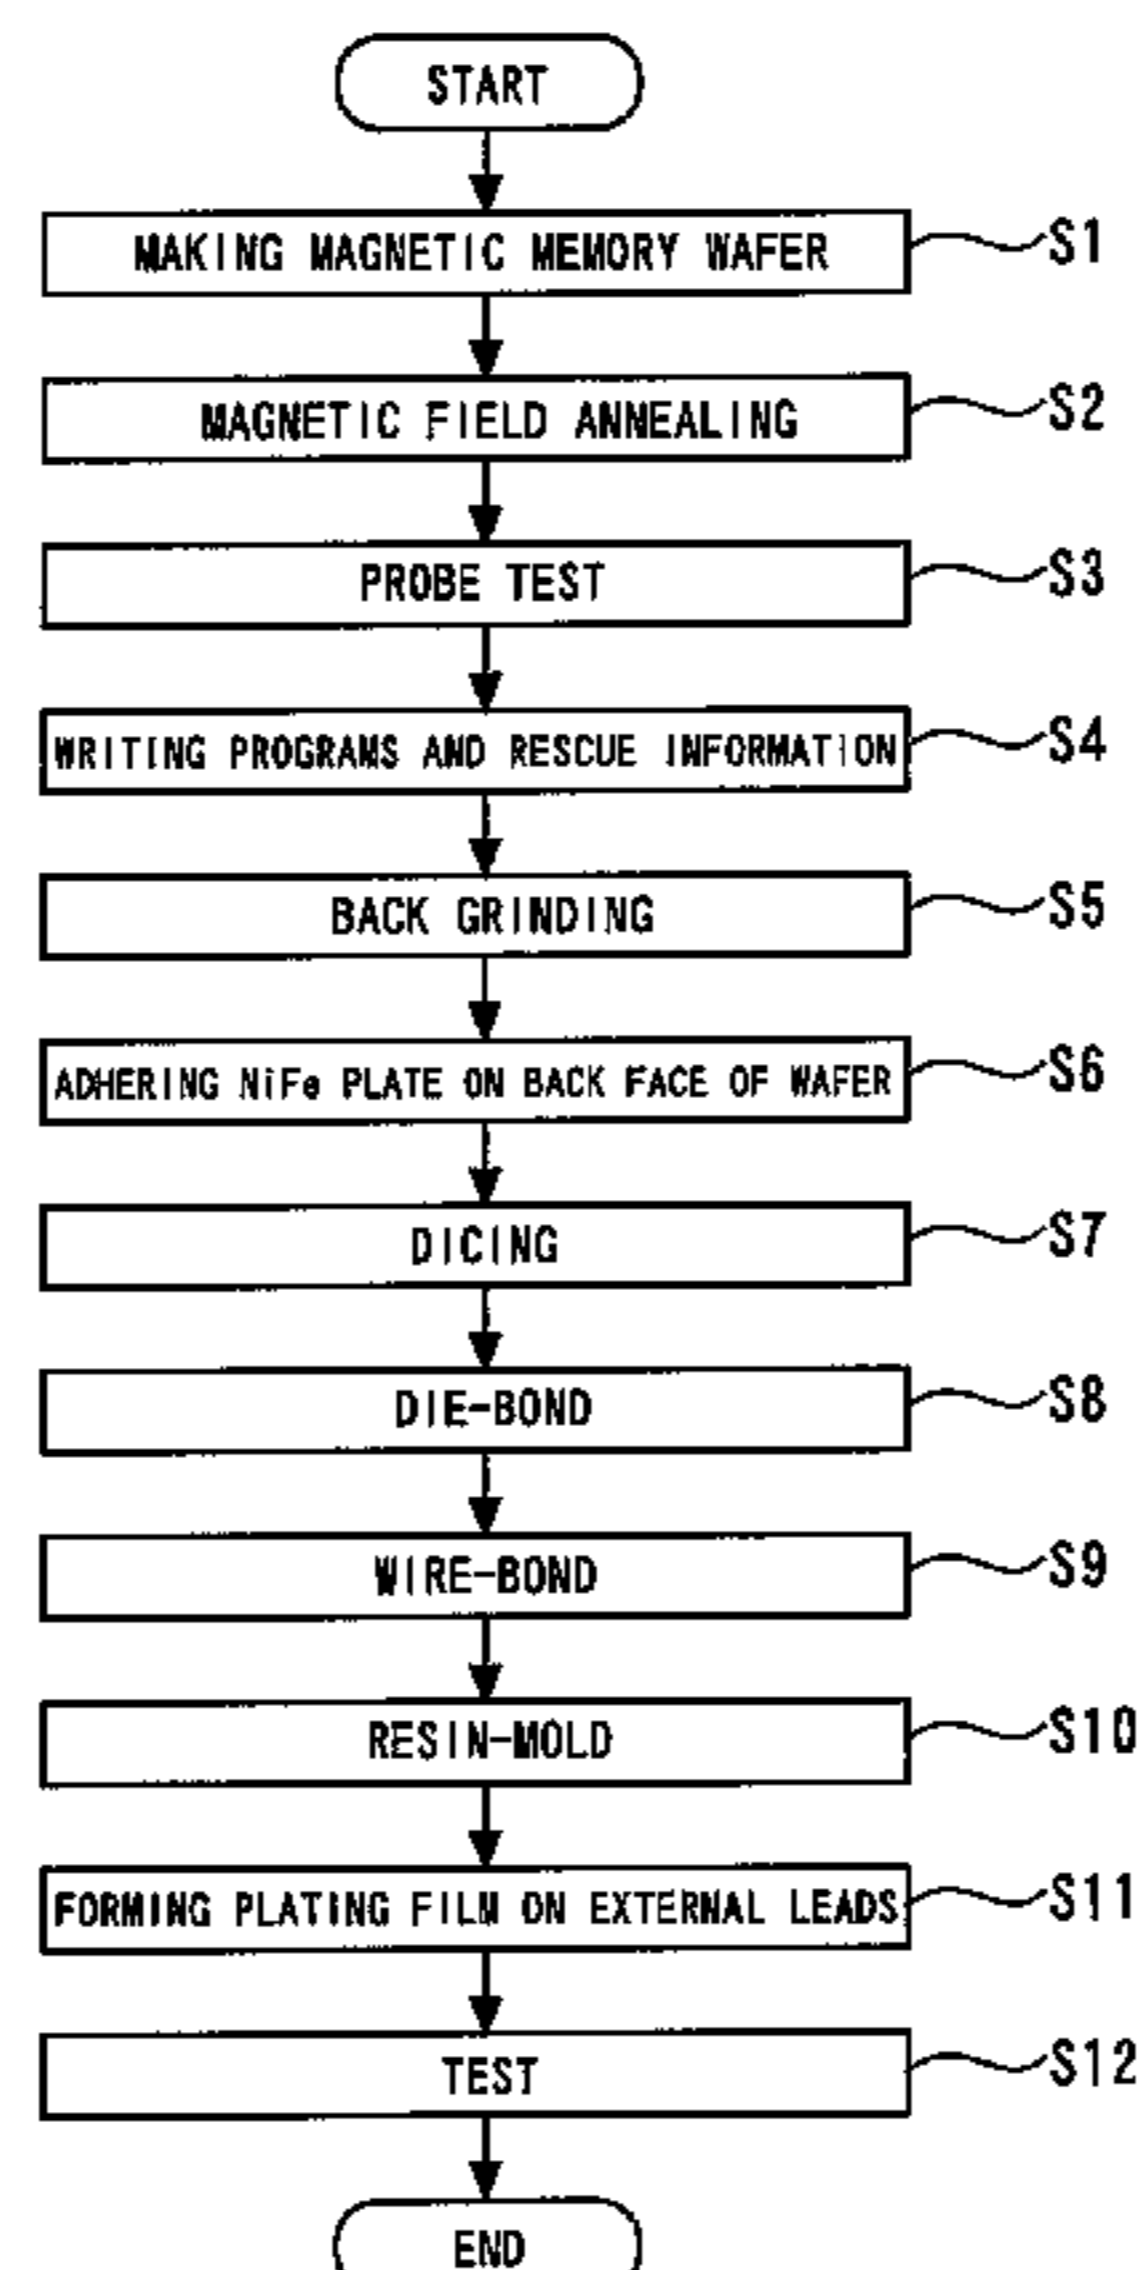 START
MAKING MAGNETIC MEMORY WAFER S1
MAGNETIC FIELD ANNEALING S2
PROBE TEST S3
WRITING PROGRAMS AND RESCUE INFORMATION S4
BACK GRINDING S5
ADHERING NiFe PLATE ON BACK FACE OF WAFER S6
DICING S7
DIE-BOND S8
WIRE-BOND S9
RESIN-MOLD S10
FORMING PLATING FILM ON EXTERNAL LEADS S11
TEST S12
END